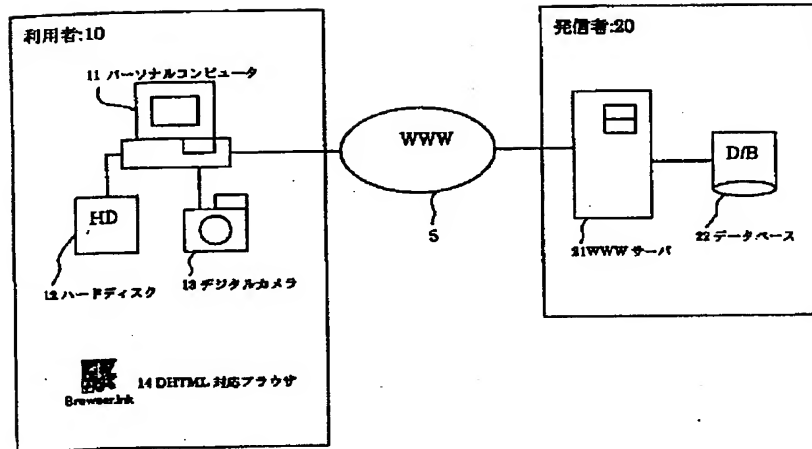 利用者:10
11 パーソナルコンピュータ
HD
12 ハードディスク
13 デジタルカメラ
14 DHTML 対応ブラウザ
Browser.lnk
WWW
5
発信者:20
D/B
21WWW サーバ
22 データベース